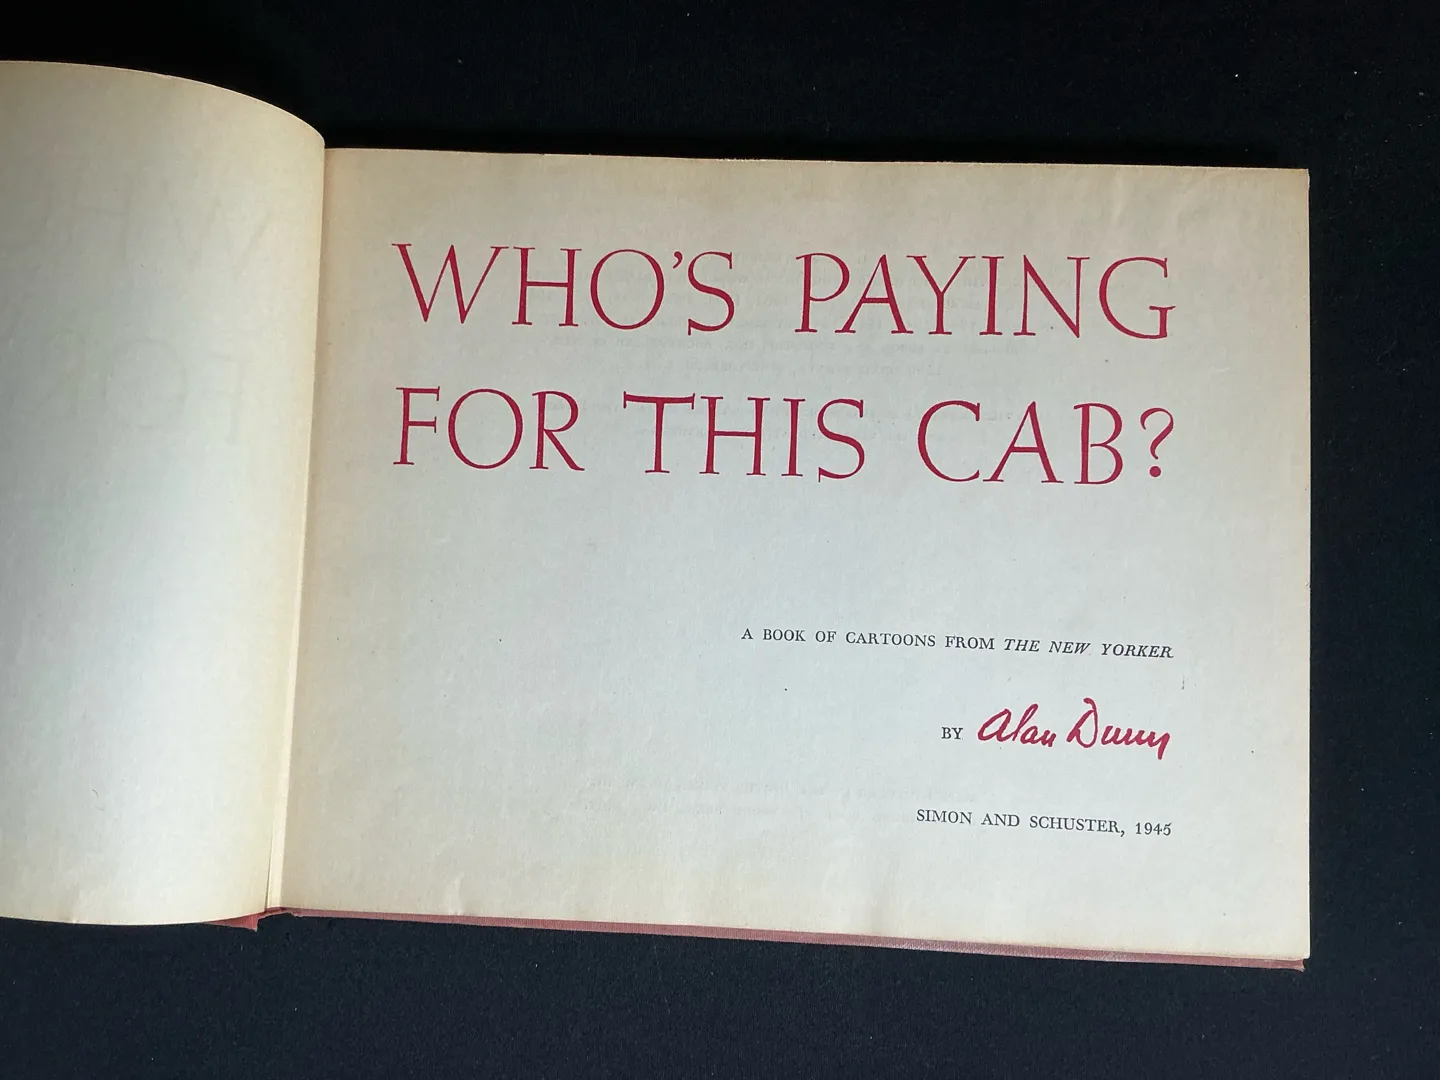 WHO'S PAYING
FOR THIS CAB?
A BOOK OF CARTOONS FROM THE NEW YORKER
BY Alan Dunn
SIMON AND SCHUSTER, 1945